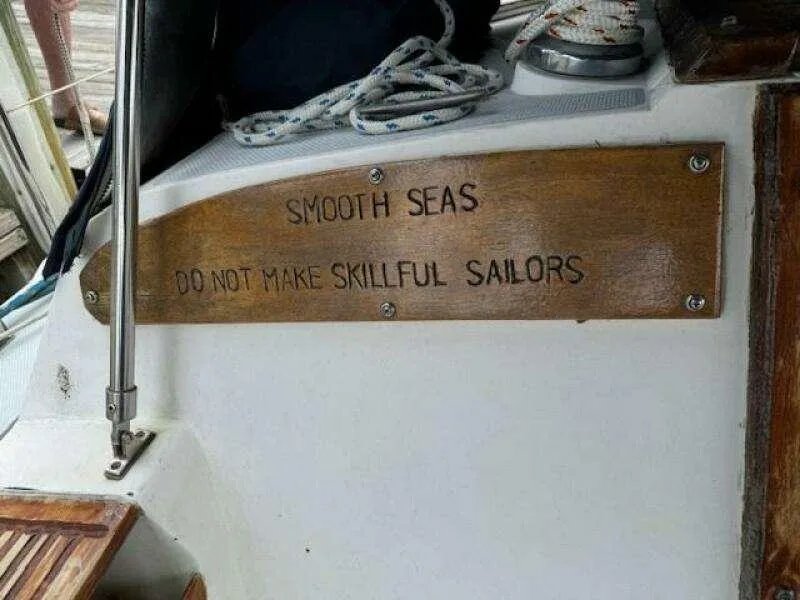 SMOOTH SEAS
DO NOT MAKE SKILLFUL SAILORS